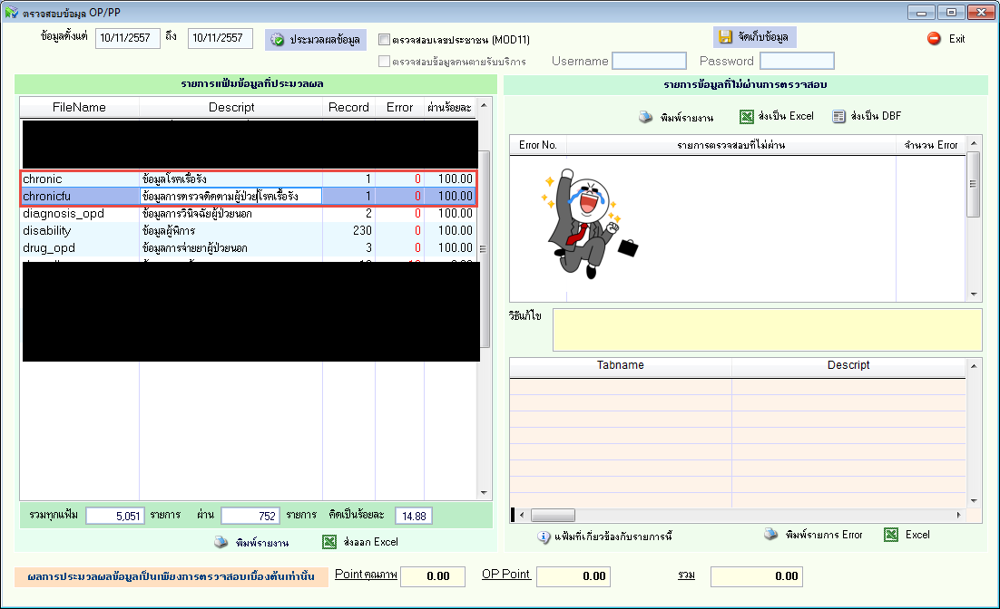 ตรวจสอบข้อมูล OP/PP
ข้อมูลตั้งแต่ 10/11/2557 ถึง 10/11/2557 ประมวลผลข้อมูล ตรวจสอบเลขประชาชน (MOD11) จัดเก็บข้อมูล Exit
ตรวจสอบข้อมูลคนตายรับบริการ Username Password
รายการแฟ้มข้อมูลที่ประมวลผล
FileName Descript Record Error ผ่านร้อยละ
chronic ข้อมูลโรคเรื้อรัง 1 0 100.00
chronicfu ข้อมูลการตรวจติดตามผู้ป่วยโรคเรื้อรัง 1 0 100.00
diagnosis_opd ข้อมูลการวินิจฉัยผู้ป่วยนอก 2 0 100.00
disability ข้อมูลผู้พิการ 230 0 100.00
drug_opd ข้อมูลการจ่ายยาผู้ป่วยนอก 3 0 100.00
รวมทุกแฟ้ม 5,051 รายการ ผ่าน 752 รายการ คิดเป็นร้อยละ 14.88
พิมพ์รายงาน ส่งออก Excel
รายการข้อมูลที่ไม่ผ่านการตรวจสอบ
พิมพ์รายงาน ส่งเป็น Excel ส่งเป็น DBF
Error No. รายการตรวจสอบที่ไม่ผ่าน จำนวน Error
วิธีแก้ไข
Tabname Descript
แฟ้มที่เกี่ยวข้องกับรายการนี้ พิมพ์รายการ Error Excel
ผลการประมวลผลข้อมูลเป็นเพียงการตรวจสอบเบื้องต้นเท่านั้น Pointคุณภาพ 0.00 OP Point 0.00 รวม 0.00